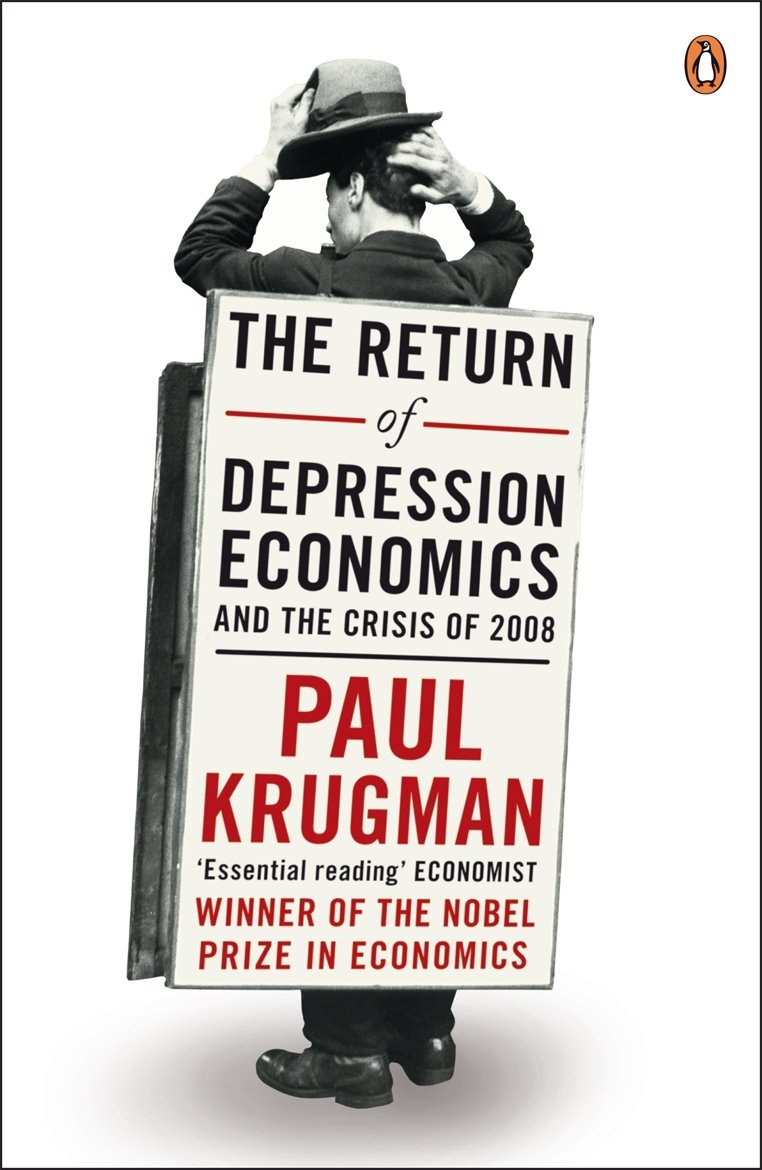 THE RETURN
of
DEPRESSION
ECONOMICS
AND THE CRISIS OF 2008
PAUL
KRUGMAN
‘Essential reading’ ECONOMIST
WINNER OF THE NOBEL
PRIZE IN ECONOMICS